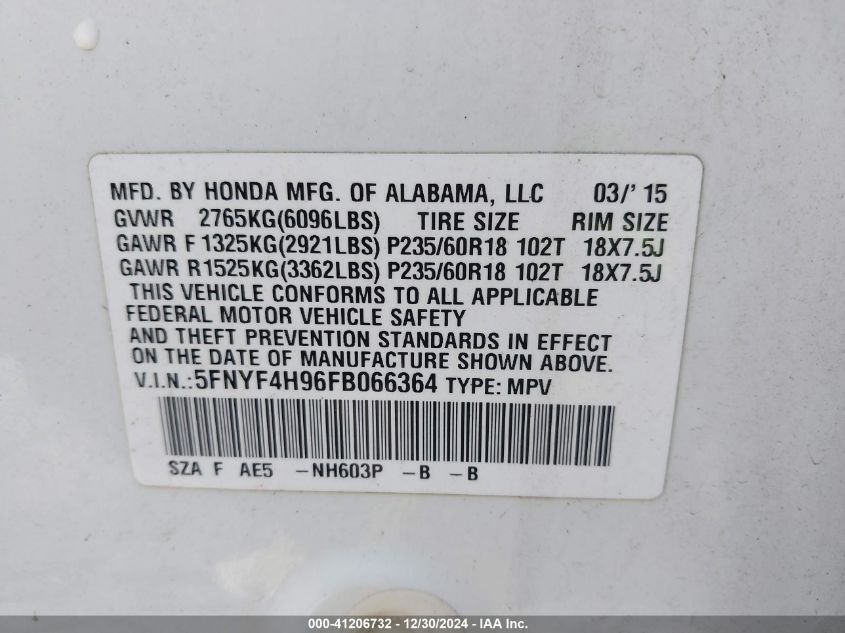 MFD. BY HONDA MFG. OF ALABAMA, LLC 03/' 15
GVWR 2765KG(6096LBS) TIRE SIZE RIM SIZE
GAWR F 1325KG(2921LBS) P235/60R18 102T 18X7.5J
GAWR R1525KG(3362LBS) P235/60R18 102T 18X7.5J
THIS VEHICLE CONFORMS TO ALL APPLICABLE
FEDERAL MOTOR VEHICLE SAFETY
AND THEFT PREVENTION STANDARDS IN EFFECT
ON THE DATE OF MANUFACTURE SHOWN ABOVE.
V.I.N.:5FNYF4H96FB066364 TYPE: MPV
SZA F AE5 -NH603P -B -B
000-41206732 - 12/30/2024 - IAA Inc.